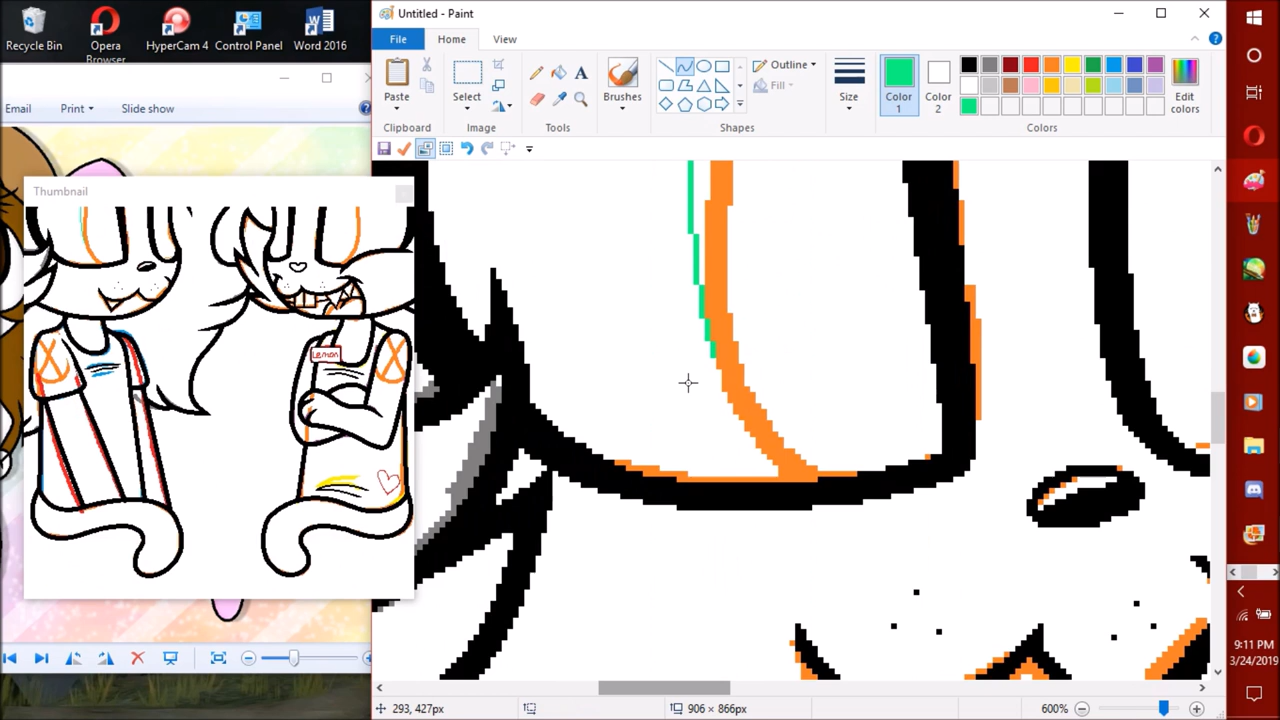 Recycle Bin
Opera Browser
HyperCam 4
Control Panel
Word 2016
Untitled - Paint
File
Home
View
Paste
Select
Brushes
Outline
Fill
Size
Color 1
Color 2
Edit colors
Clipboard
Image
Tools
Shapes
Colors
Email
Print
Slide show
Thumbnail
Lemon
293, 427px
906 × 866px
600%
9:11 PM
3/24/2019